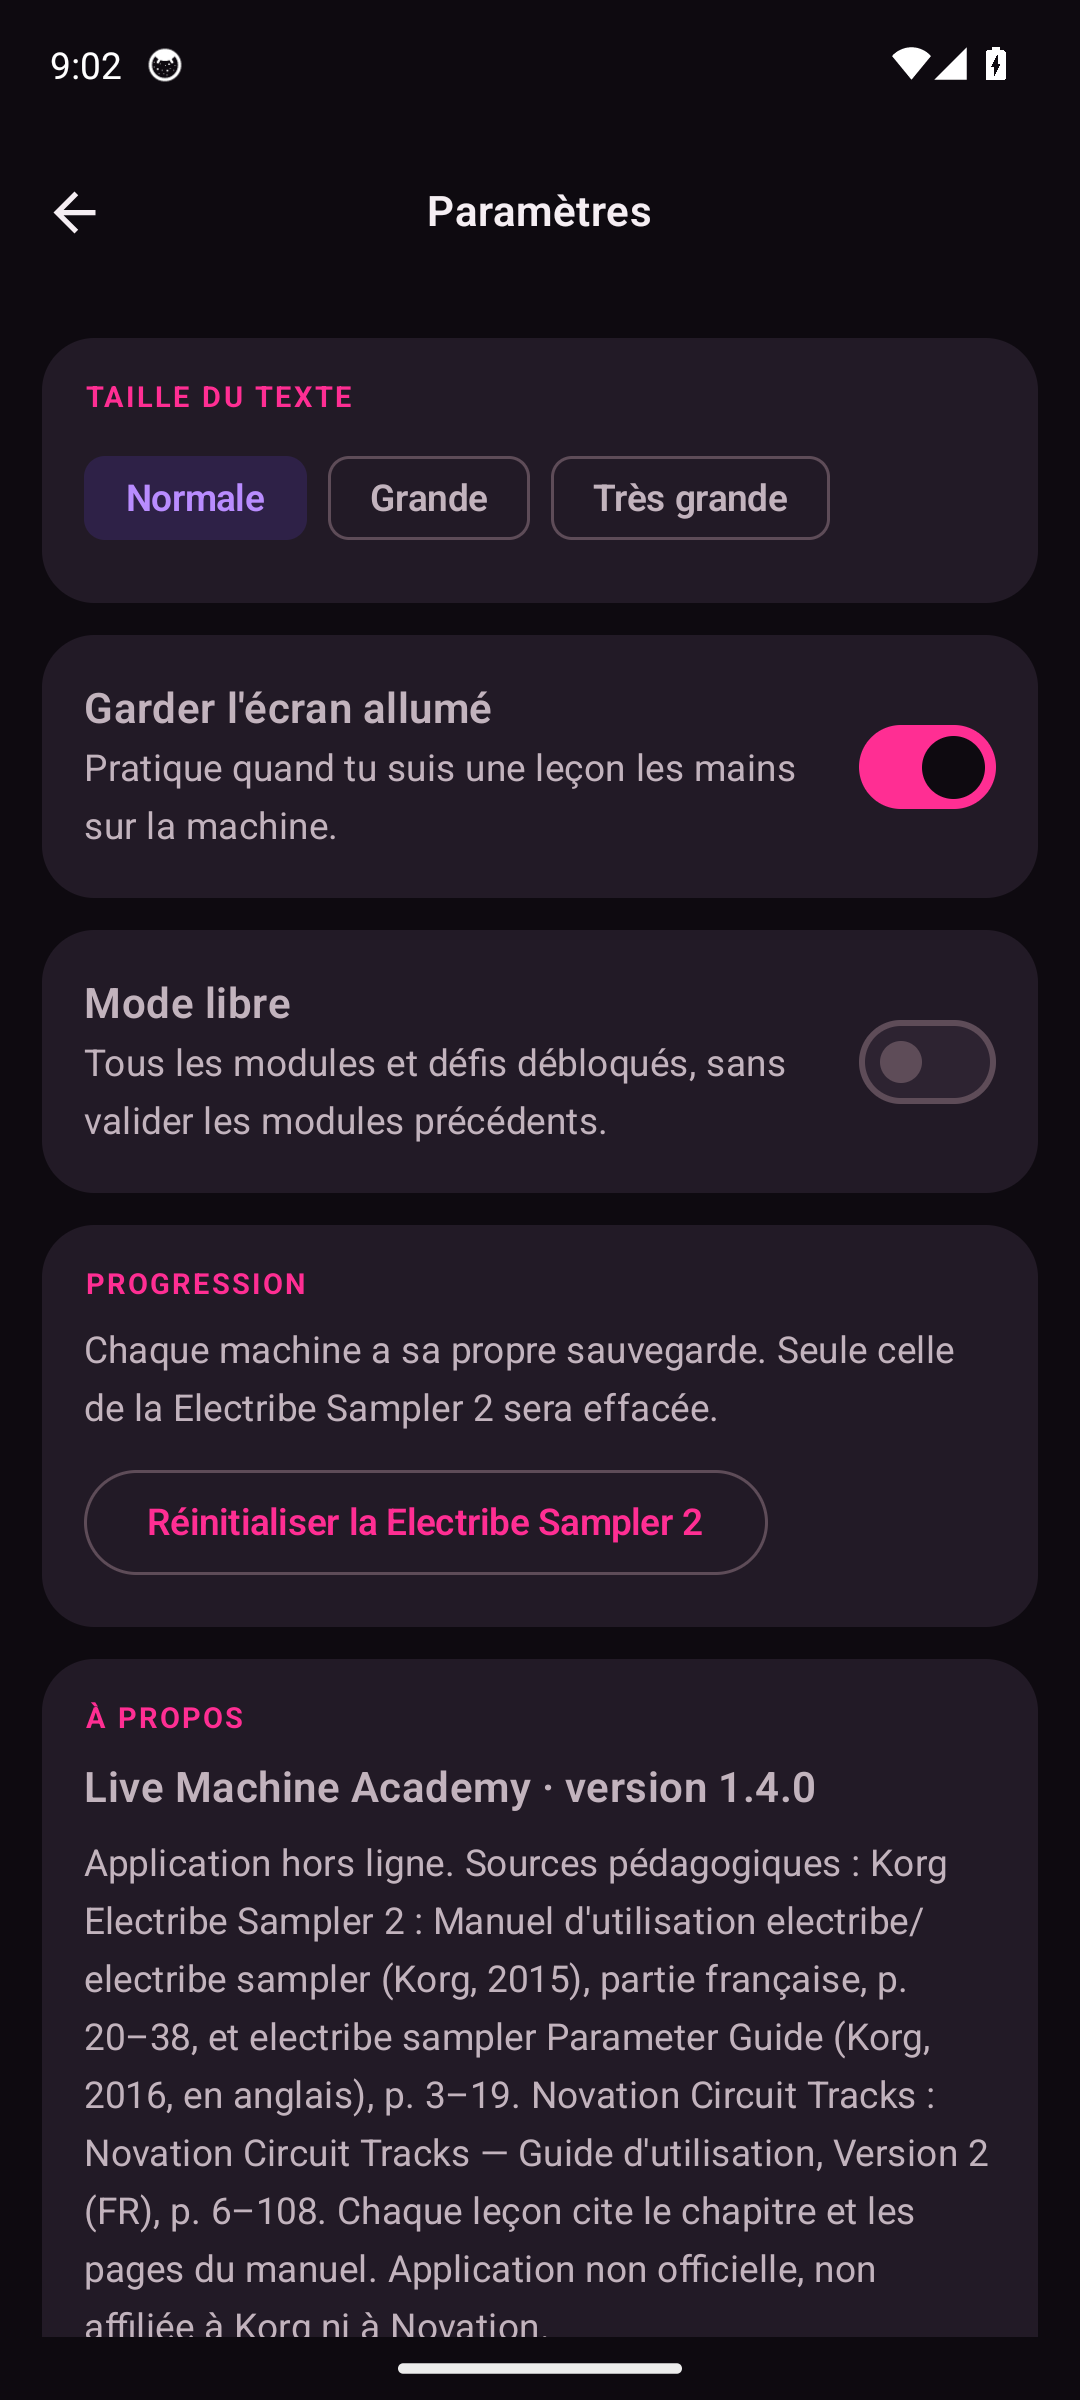 9:02
Paramètres
TAILLE DU TEXTE
Normale
Grande
Très grande
Garder l'écran allumé
Pratique quand tu suis une leçon les mains
sur la machine.
Mode libre
Tous les modules et défis débloqués, sans
valider les modules précédents.
PROGRESSION
Chaque machine a sa propre sauvegarde. Seule celle
de la Electribe Sampler 2 sera effacée.
Réinitialiser la Electribe Sampler 2
À PROPOS
Live Machine Academy · version 1.4.0
Application hors ligne. Sources pédagogiques : Korg
Electribe Sampler 2 : Manuel d'utilisation electribe/
electribe sampler (Korg, 2015), partie française, p.
20–38, et electribe sampler Parameter Guide (Korg,
2016, en anglais), p. 3–19. Novation Circuit Tracks :
Novation Circuit Tracks — Guide d'utilisation, Version 2
(FR), p. 6–108. Chaque leçon cite le chapitre et les
pages du manuel. Application non officielle, non
affiliée à Korg ni à Novation.